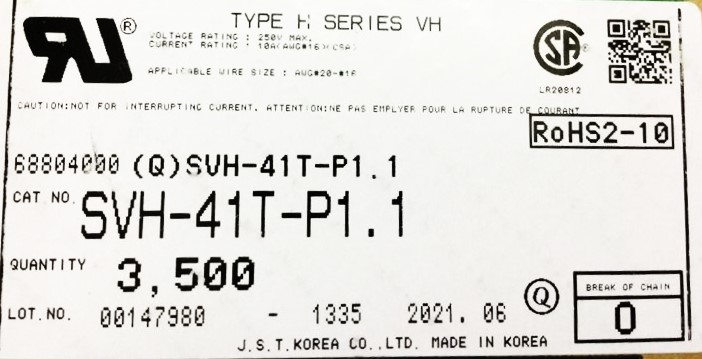 TYPE H SERIES VH
VOLTAGE RATING : 250V MAX.
CURRENT RATING : 10A(AWG#16)(CSA)
APPLICABLE WIRE SIZE : AWG#20-#16
LR20812
CAUTION:NOT FOR INTERRUPTING CURRENT. ATTENTION:NE PAS EMPLYER POUR LA RUPTURE DE COURANT
RoHS2-10
68804000 (Q)SVH-41T-P1.1
CAT NO. SVH-41T-P1.1
QUANTITY 3,500
LOT.NO. 00147980 - 1335 2021. 06 Q
BREAK OF CHAIN
0
J.S.T.KOREA CO.,LTD. MADE IN KOREA